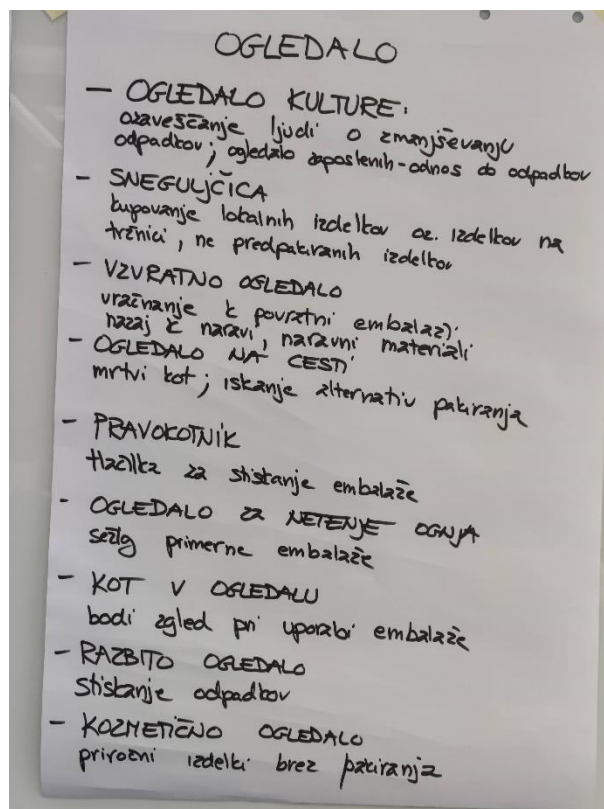 OGLEDALO
- OGLEDALO KULTURE:
ozaveščanje ljudi o zmanjševanju
odpadkov; ogledalo zaposlenih-odnos do odpadkov
- SNEGULJČICA
kupovanje lokalnih izdelkov oz. izdelkov na
tržnici, ne predpakiranih izdelkov
- VZVRATNO OGLEDALO
vračnanje k povratni embalaži;
nazaj k naravi, naravni materiali
- OGLEDALO NA CESTI
mrtvi kot; iskanje alternativ pakiranja
- PRAVOKOTNIK
tlačilka za stistanje embalaže
- OGLEDALO ZA NETENJE OGNJA
sežig primerne embalaže
- KOT V OGLEDALU
bodi zgled pri uporabi embalaže
- RAZBITO OGLEDALO
stiskanje odpadkov
- KOZMETIČNO OGLEDALO
priročni izdelki brez pakiranja